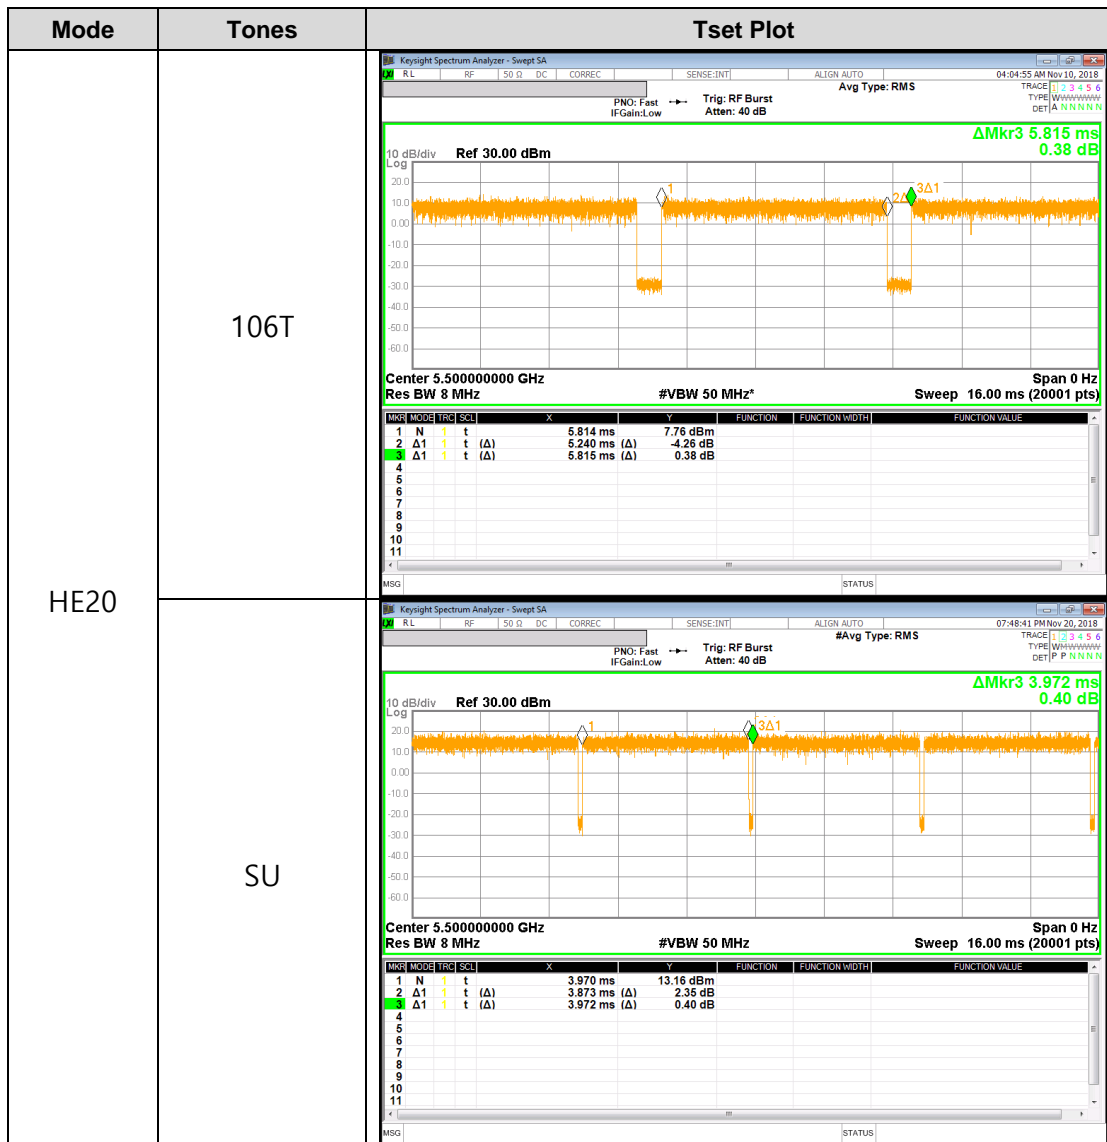 Mode Tones Tset Plot
HE20
106T
Keysight Spectrum Analyzer - Swept SA
LXI RL RF 50 Ω DC CORREC SENSE:INT ALIGN AUTO 04:04:55 AM Nov 10, 2018
Avg Type: RMS TRACE 1 2 3 4 5 6
PNO: Fast Trig: RF Burst TYPE WWWWWW
IFGain:Low Atten: 40 dB DET A N N N N N
ΔMkr3 5.815 ms
10 dB/div Ref 30.00 dBm 0.38 dB
Log
20.0
10.0
0.00
-10.0
-20.0
-30.0
-40.0
-50.0
-60.0
1
2Δ
3Δ1
Center 5.500000000 GHz Span 0 Hz
Res BW 8 MHz #VBW 50 MHz* Sweep 16.00 ms (20001 pts)
MKR MODE TRC SCL X Y FUNCTION FUNCTION WIDTH FUNCTION VALUE
1 N 1 t 5.814 ms 7.76 dBm
2 Δ1 1 t (Δ) 5.240 ms (Δ) -4.26 dB
3 Δ1 1 t (Δ) 5.815 ms (Δ) 0.38 dB
4
5
6
7
8
9
10
11
MSG STATUS
SU
Keysight Spectrum Analyzer - Swept SA
LXI RL RF 50 Ω DC CORREC SENSE:INT ALIGN AUTO 07:48:41 PM Nov 20, 2018
#Avg Type: RMS TRACE 1 2 3 4 5 6
PNO: Fast Trig: RF Burst TYPE WMWWWW
IFGain:Low Atten: 40 dB DET P P N N N N
ΔMkr3 3.972 ms
10 dB/div Ref 30.00 dBm 0.40 dB
Log
20.0
10.0
0.00
-10.0
-20.0
-30.0
-40.0
-50.0
-60.0
1
3Δ1
Center 5.500000000 GHz Span 0 Hz
Res BW 8 MHz #VBW 50 MHz Sweep 16.00 ms (20001 pts)
MKR MODE TRC SCL X Y FUNCTION FUNCTION WIDTH FUNCTION VALUE
1 N 1 t 3.970 ms 13.16 dBm
2 Δ1 1 t (Δ) 3.873 ms (Δ) 2.35 dB
3 Δ1 1 t (Δ) 3.972 ms (Δ) 0.40 dB
4
5
6
7
8
9
10
11
MSG STATUS